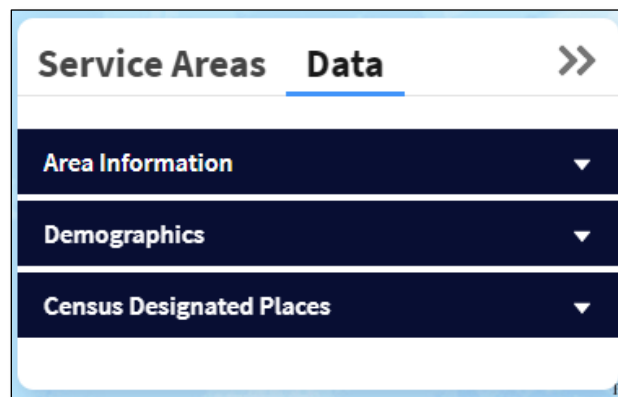 Service Areas Data
Area Information
Demographics
Census Designated Places